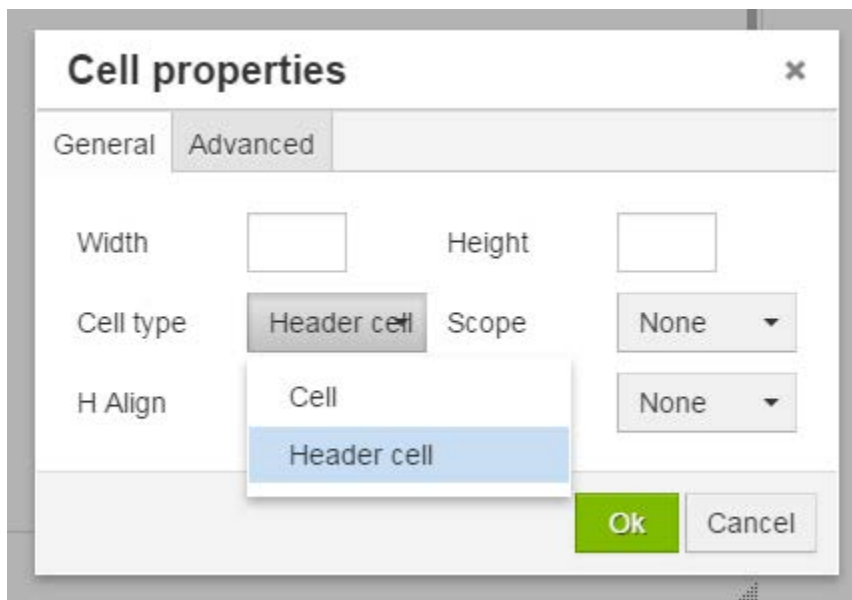 Cell properties
General Advanced
Width Height
Cell type Header cell Scope None
H Align None
Cell
Header cell
Ok Cancel